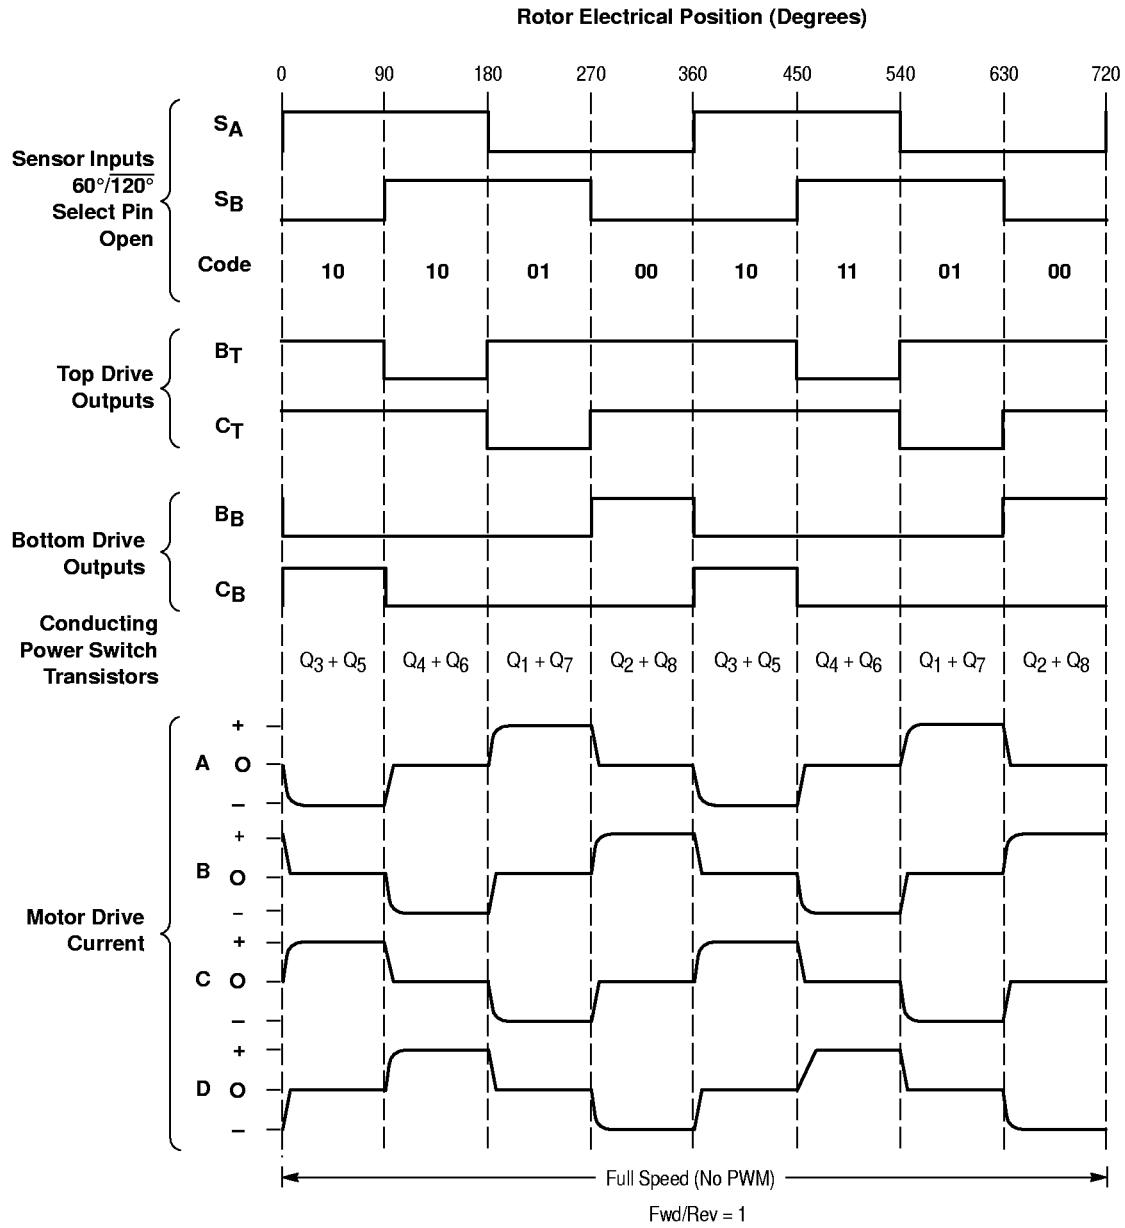 Rotor Electrical Position (Degrees)
0 90 180 270 360 450 540 630 720
Sensor Inputs
60°/120°
Select Pin
Open
SA
SB
Code 10 10 01 00 10 11 01 00
Top Drive
Outputs
BT
CT
Bottom Drive
Outputs
BB
CB
Conducting
Power Switch
Transistors
Q3 + Q5 Q4 + Q6 Q1 + Q7 Q2 + Q8 Q3 + Q5 Q4 + Q6 Q1 + Q7 Q2 + Q8
Motor Drive
Current
+
A O
–
+
B O
–
+
C O
–
+
D O
–
Full Speed (No PWM)
Fwd/Rev = 1